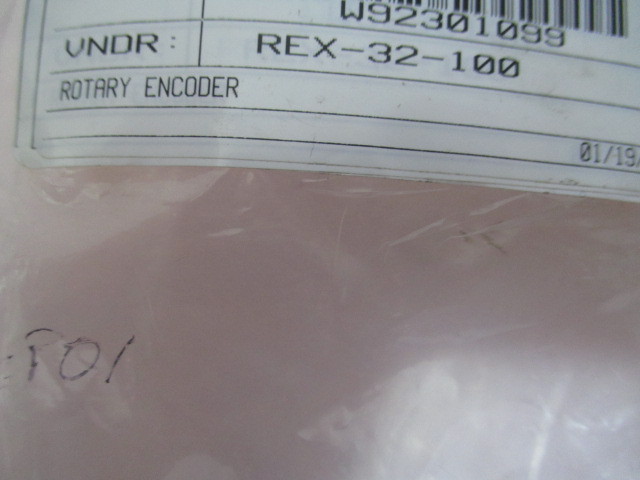 W92301099
VNDR: REX-32-100
ROTARY ENCODER
01/19/
P01